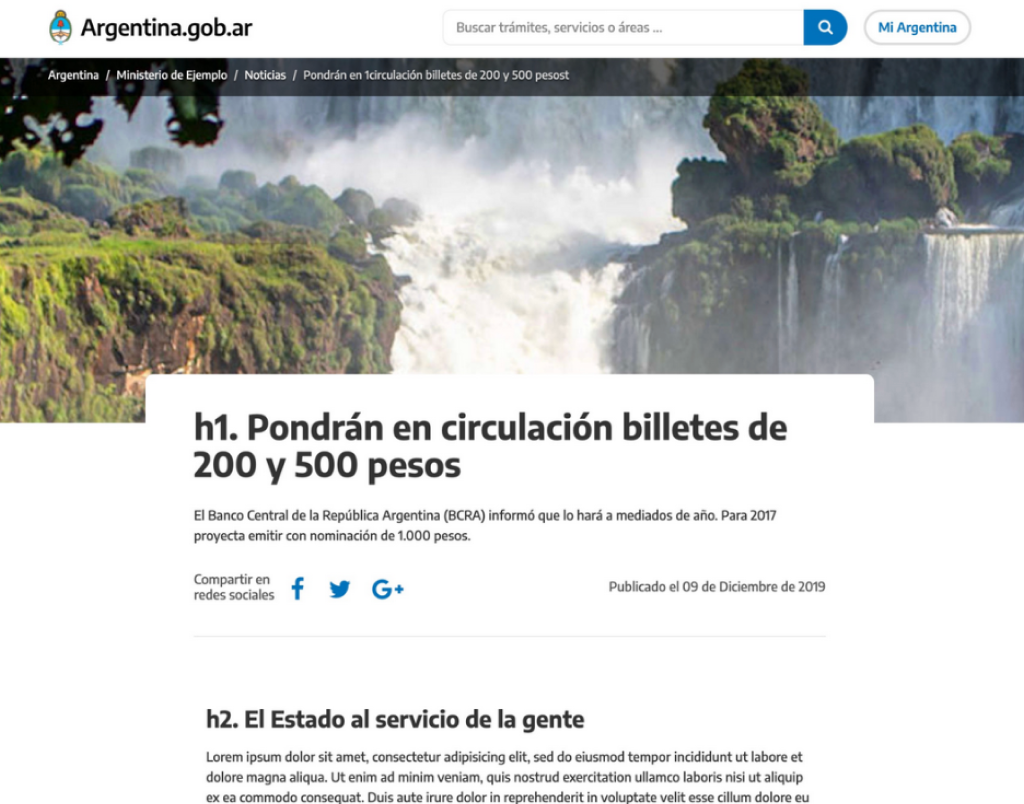 Argentina.gob.ar
Buscar trámites, servicios o áreas ...
Mi Argentina
Argentina / Ministerio de Ejemplo / Noticias / Pondrán en 1circulación billetes de 200 y 500 pesost
h1. Pondrán en circulación billetes de
200 y 500 pesos
El Banco Central de la República Argentina (BCRA) informó que lo hará a mediados de año. Para 2017
proyecta emitir con nominación de 1.000 pesos.
Compartir en
redes sociales
Publicado el 09 de Diciembre de 2019
h2. El Estado al servicio de la gente
Lorem ipsum dolor sit amet, consectetur adipisicing elit, sed do eiusmod tempor incididunt ut labore et
dolore magna aliqua. Ut enim ad minim veniam, quis nostrud exercitation ullamco laboris nisi ut aliquip
ex ea commodo consequat. Duis aute irure dolor in reprehenderit in voluptate velit esse cillum dolore eu